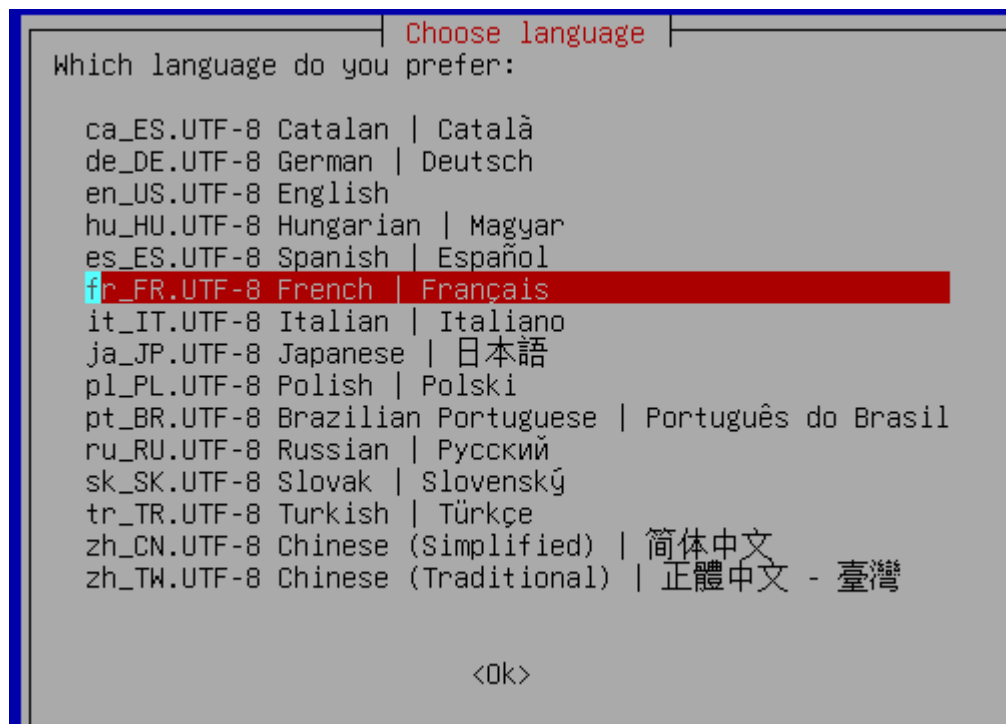 Choose language
Which language do you prefer:
ca_ES.UTF-8 Catalan | Català
de_DE.UTF-8 German | Deutsch
en_US.UTF-8 English
hu_HU.UTF-8 Hungarian | Magyar
es_ES.UTF-8 Spanish | Español
fr_FR.UTF-8 French | Français
it_IT.UTF-8 Italian | Italiano
ja_JP.UTF-8 Japanese | 日本語
pl_PL.UTF-8 Polish | Polski
pt_BR.UTF-8 Brazilian Portuguese | Português do Brasil
ru_RU.UTF-8 Russian | Русский
sk_SK.UTF-8 Slovak | Slovenský
tr_TR.UTF-8 Turkish | Türkçe
zh_CN.UTF-8 Chinese (Simplified) | 简体中文
zh_TW.UTF-8 Chinese (Traditional) | 正體中文 - 臺灣
<Ok>